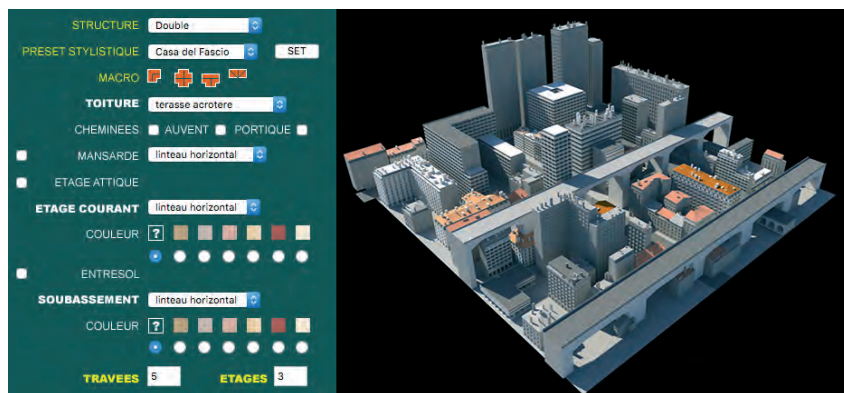 STRUCTURE Double
PRESET STYLISTIQUE Casa del Fascio SET
MACRO
TOITURE terasse acrotere
CHEMINEES AUVENT PORTIQUE
MANSARDE linteau horizontal
ETAGE ATTIQUE
ETAGE COURANT linteau horizontal
COULEUR ?
ENTRESOL
SOUBASSEMENT linteau horizontal
COULEUR ?
TRAVEES 5 ETAGES 3